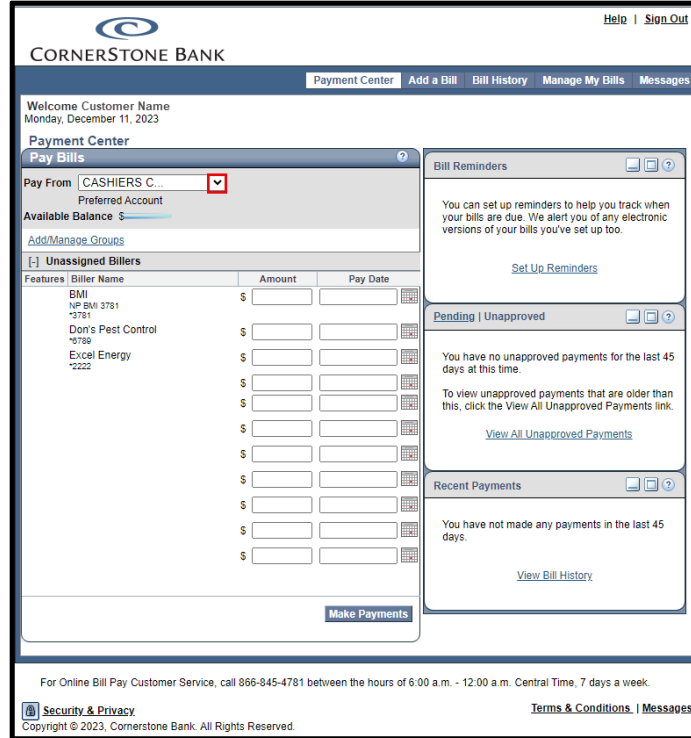 Help | Sign Out
CORNERSTONE BANK
Payment Center Add a Bill Bill History Manage My Bills Messages
Welcome Customer Name
Monday, December 11, 2023
Payment Center
Pay Bills ?
Pay From CASHIERS C...
Preferred Account
Available Balance $
Add/Manage Groups
[-] Unassigned Billers
Features Biller Name Amount Pay Date
BMI $
NP BMI 3781
*3781
Don's Pest Control $
*6789
Excel Energy $
*2222
$
$
$
$
$
$
$
$
Make Payments
Bill Reminders ?
You can set up reminders to help you track when
your bills are due. We alert you of any electronic
versions of your bills you've set up too.
Set Up Reminders
Pending | Unapproved ?
You have no unapproved payments for the last 45
days at this time.
To view unapproved payments that are older than
this, click the View All Unapproved Payments link.
View All Unapproved Payments
Recent Payments ?
You have not made any payments in the last 45
days.
View Bill History
For Online Bill Pay Customer Service, call 866-845-4781 between the hours of 6:00 a.m. - 12:00 a.m. Central Time, 7 days a week.
Security & Privacy
Terms & Conditions | Messages
Copyright © 2023, Cornerstone Bank. All Rights Reserved.